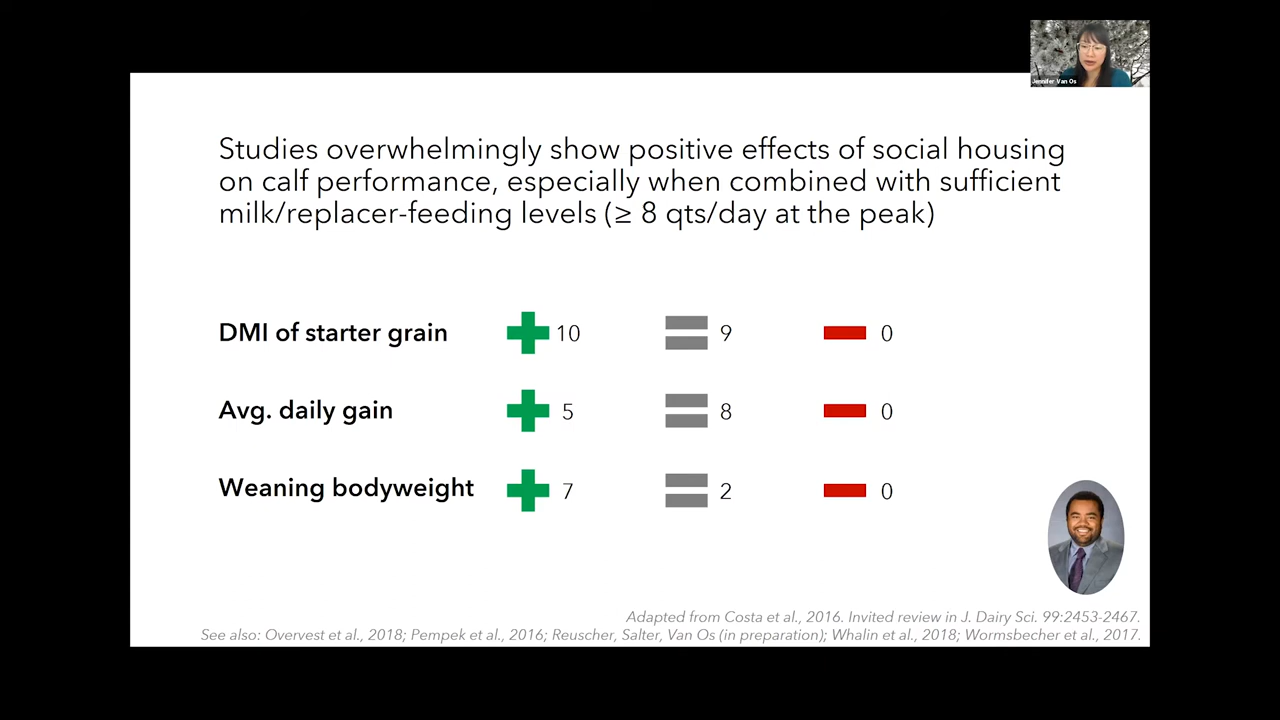 Jennifer Van Os
Studies overwhelmingly show positive effects of social housing
on calf performance, especially when combined with sufficient
milk/replacer-feeding levels (≥ 8 qts/day at the peak)
DMI of starter grain 10 9 0
Avg. daily gain 5 8 0
Weaning bodyweight 7 2 0
Adapted from Costa et al., 2016. Invited review in J. Dairy Sci. 99:2453-2467.
See also: Overvest et al., 2018; Pempek et al., 2016; Reuscher, Salter, Van Os (in preparation); Whalin et al., 2018; Wormsbecher et al., 2017.